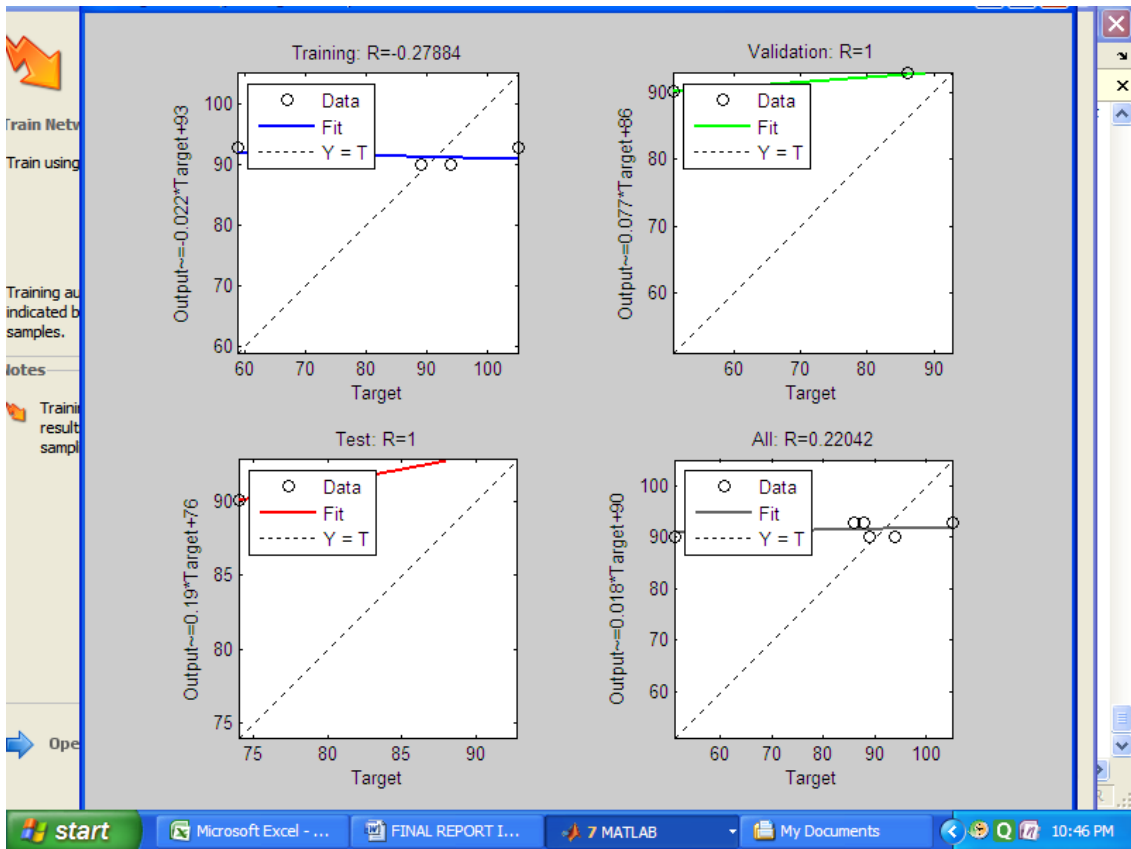 Train Netw
Train using
Training au
indicated b
samples.
Notes
Trainin
result
sampl
Ope
Training: R=-0.27884
Output~=-0.022*Target+93
100
90
80
70
60
Data
Fit
Y = T
60 70 80 90 100
Target
Validation: R=1
Output~=0.077*Target+86
90
80
70
60
Data
Fit
Y = T
60 70 80 90
Target
Test: R=1
Output~=0.19*Target+76
90
85
80
75
Data
Fit
Y = T
75 80 85 90
Target
All: R=0.22042
Output~=0.018*Target+90
100
90
80
70
60
Data
Fit
Y = T
60 70 80 90 100
Target
start Microsoft Excel - ... FINAL REPORT I... 7 MATLAB My Documents 10:46 PM